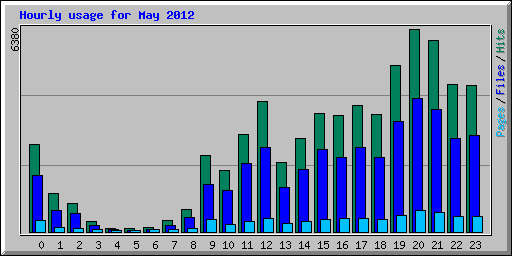 Hourly usage for May 2012
6380
Pages / Files / Hits
0 1 2 3 4 5 6 7 8 9 10 11 12 13 14 15 16 17 18 19 20 21 22 23